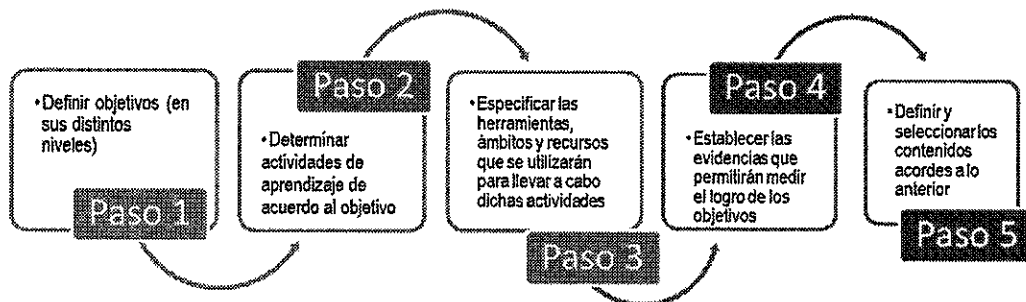 •Definir objetivos (en
sus distintos
niveles)
Paso 1
Paso 2
•Determinar
actividades de
aprendizaje de
acuerdo al objetivo
•Especificar las
herramientas,
ámbitos y recursos
que se utilizarán
para llevar a cabo
dichas actividades
Paso 3
Paso 4
•Establecer las
evidencias que
permitirán medir
el logro de los
objetivos
•Definir y
seleccionar los
contenidos
acordes a lo
anterior
Paso 5